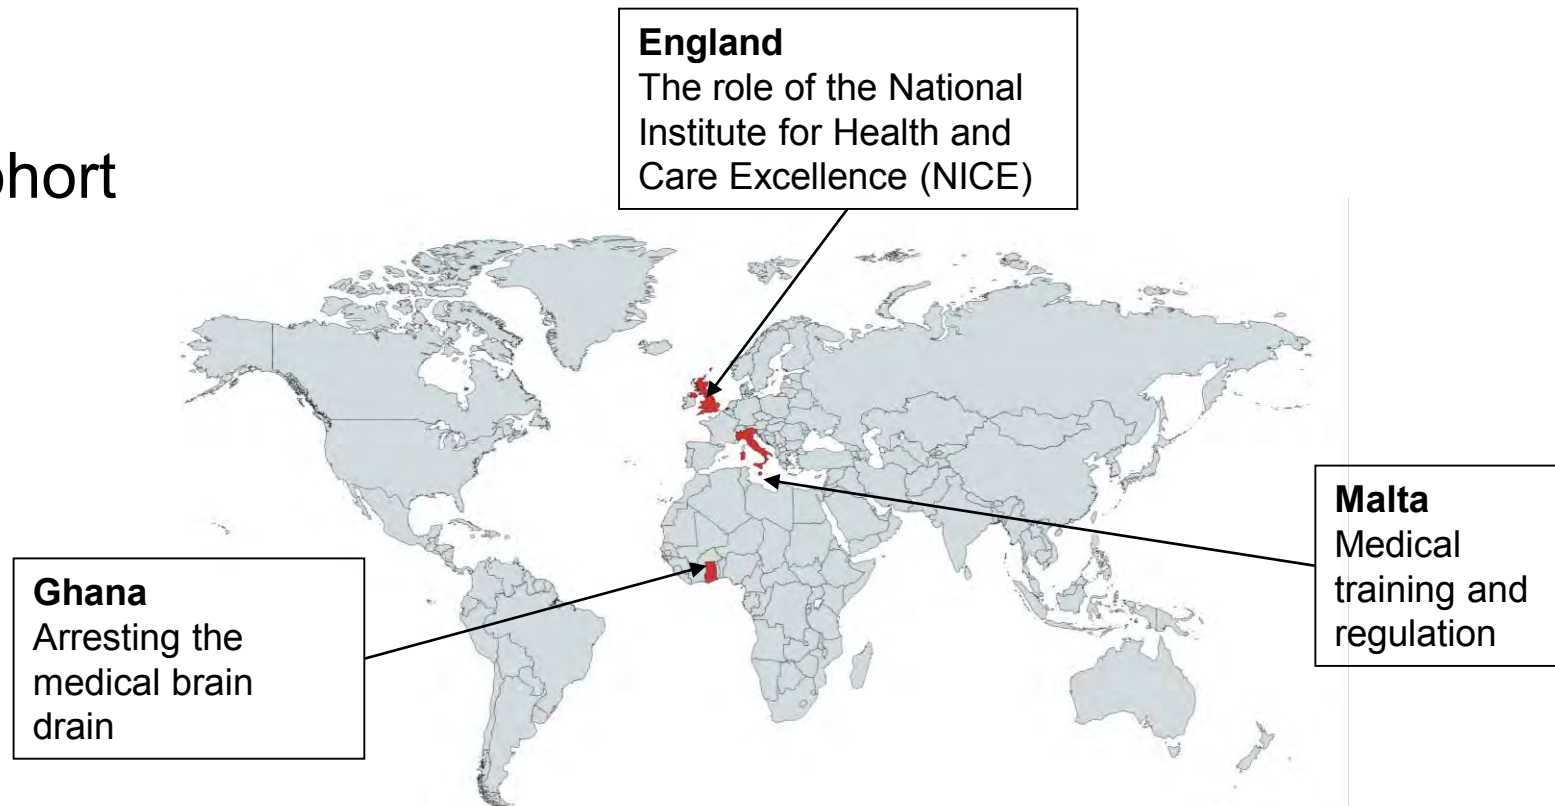 England
The role of the National
Institute for Health and
Care Excellence (NICE)
ohort
Malta
Medical
training and
regulation
Ghana
Arresting the
medical brain
drain